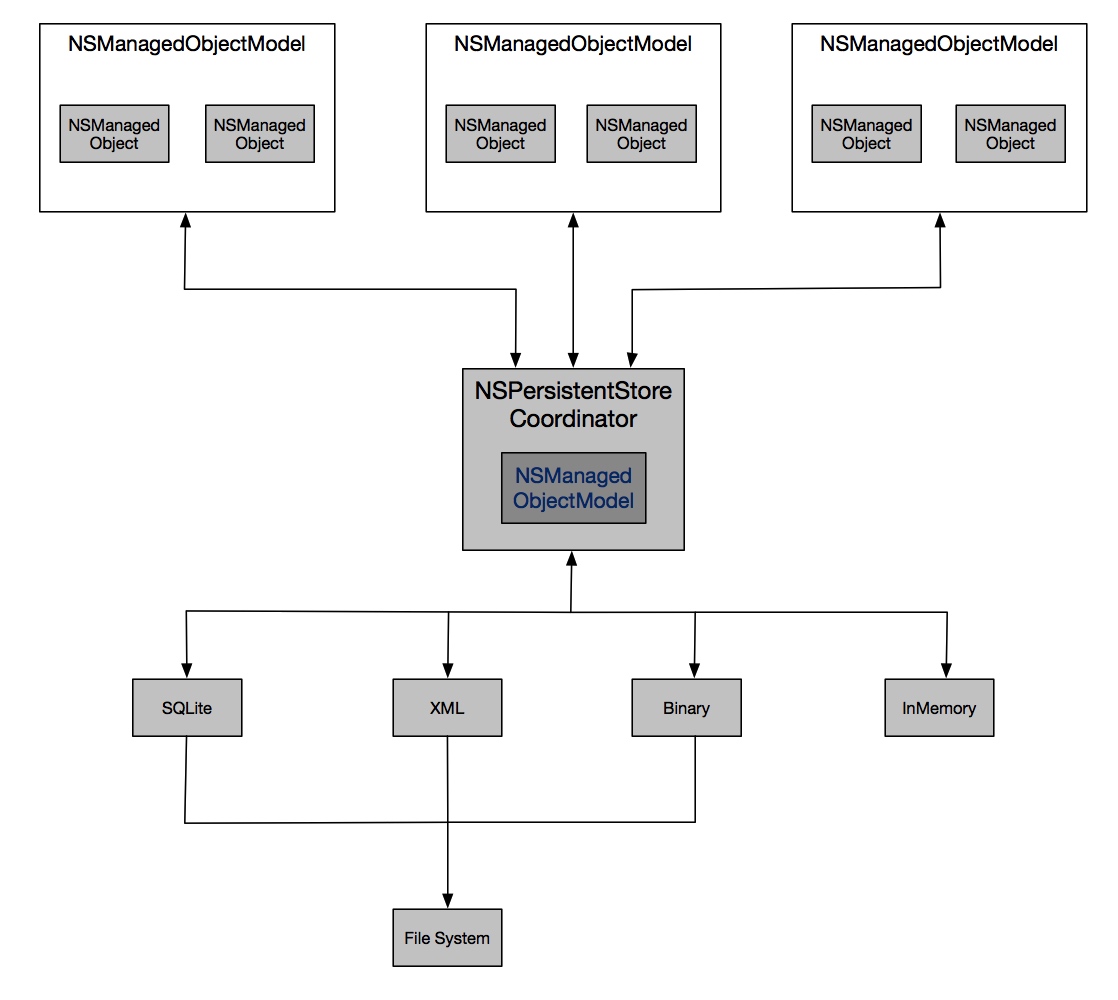 NSManagedObjectModel
NSManaged
Object
NSManaged
Object
NSManagedObjectModel
NSManaged
Object
NSManaged
Object
NSManagedObjectModel
NSManaged
Object
NSManaged
Object
NSPersistentStore
Coordinator
NSManaged
ObjectModel
SQLite
XML
Binary
InMemory
File System